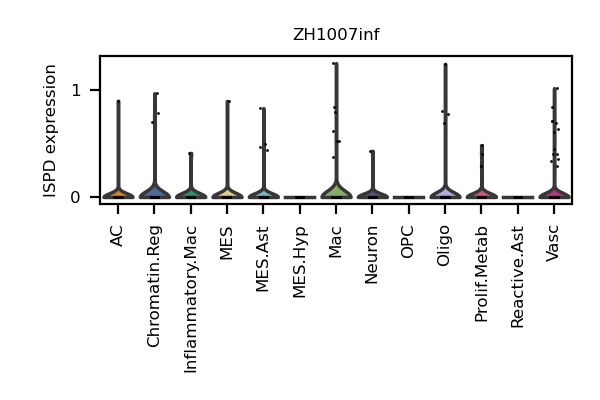 ZH1007inf
ISPD expression
1
0
AC
Chromatin.Reg
Inflammatory.Mac
MES
MES.Ast
MES.Hyp
Mac
Neuron
OPC
Oligo
Prolif.Metab
Reactive.Ast
Vasc